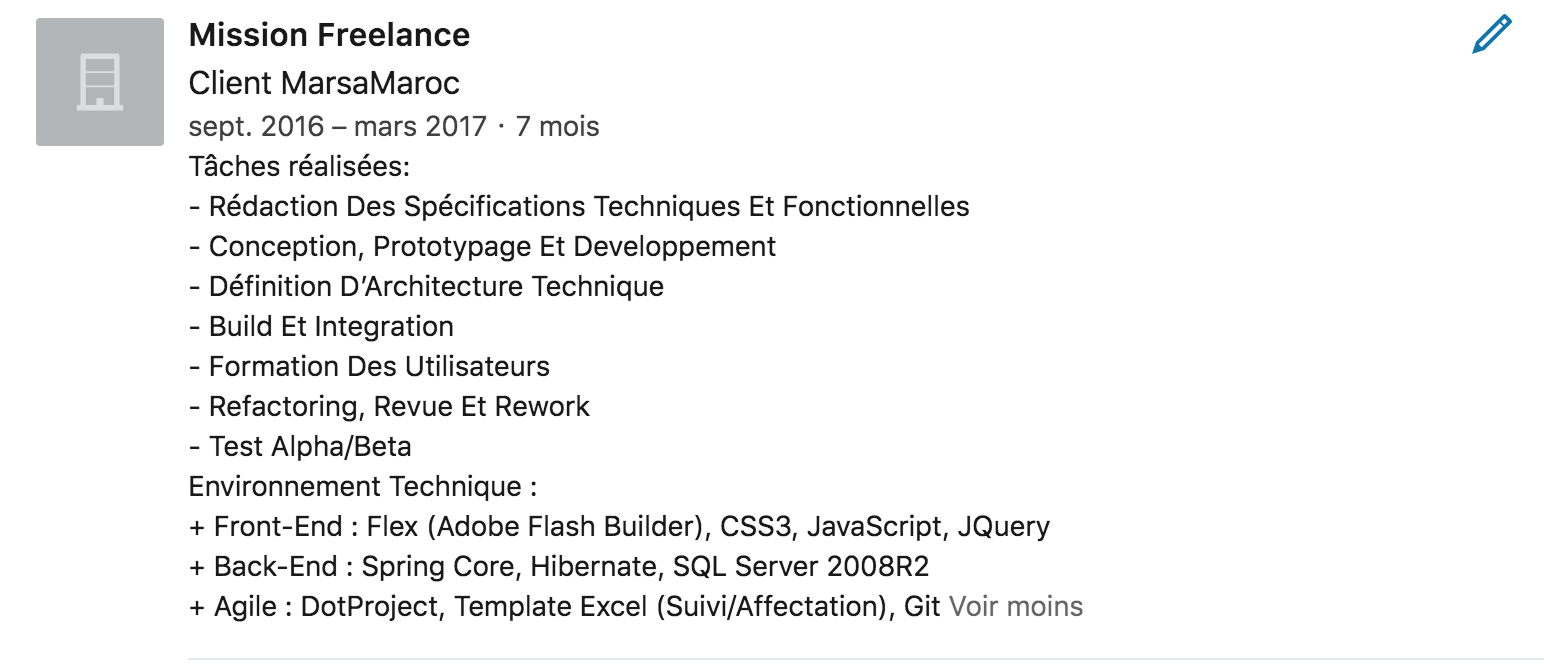 Mission Freelance
Client MarsaMaroc
sept. 2016 – mars 2017 · 7 mois
Tâches réalisées:
- Rédaction Des Spécifications Techniques Et Fonctionnelles
- Conception, Prototypage Et Developpement
- Définition D’Architecture Technique
- Build Et Integration
- Formation Des Utilisateurs
- Refactoring, Revue Et Rework
- Test Alpha/Beta
Environnement Technique :
+ Front-End : Flex (Adobe Flash Builder), CSS3, JavaScript, JQuery
+ Back-End : Spring Core, Hibernate, SQL Server 2008R2
+ Agile : DotProject, Template Excel (Suivi/Affectation), Git Voir moins